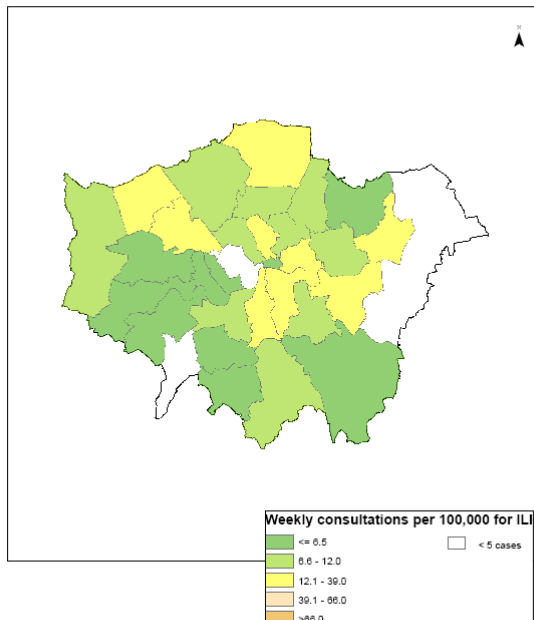 N
Weekly consultations per 100,000 for ILI
<= 6.5
< 5 cases
6.6 - 12.0
12.1 - 39.0
39.1 - 66.0
>66.0